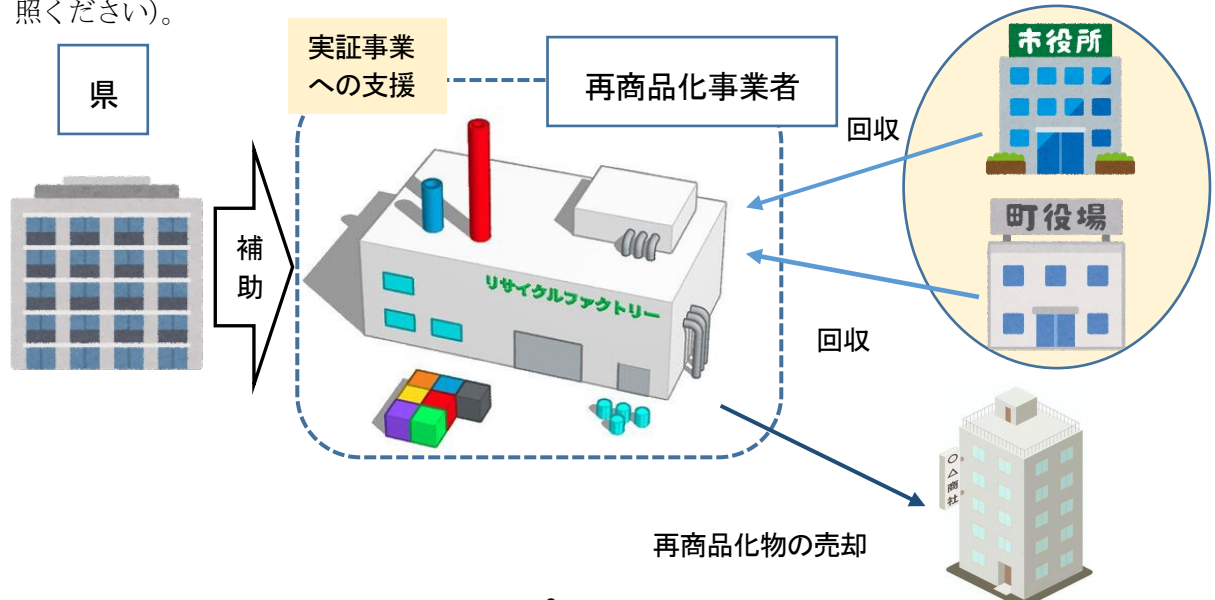 照ください)。
県
実証事業
への支援
再商品化事業者
回収
市役所
町役場
補
助
リサイクルファクトリー
回収
○
△
商
社
再商品化物の売却